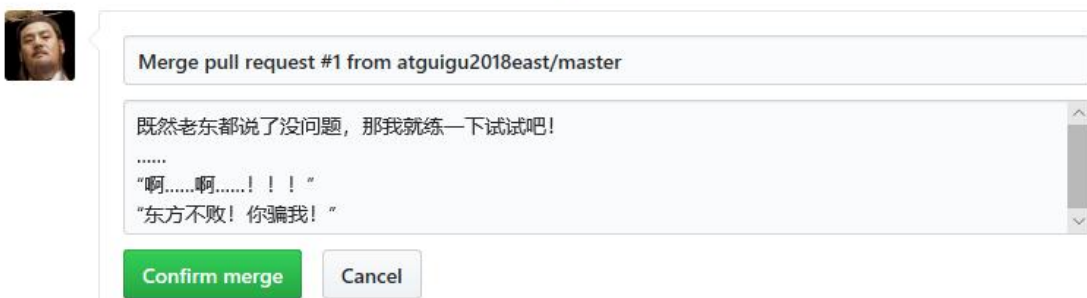 Merge pull request #1 from atguigu2018east/master
既然老东都说了没问题，那我就练一下试试吧！
......
“啊......啊......！！！”
“东方不败！你骗我！”
Confirm merge
Cancel